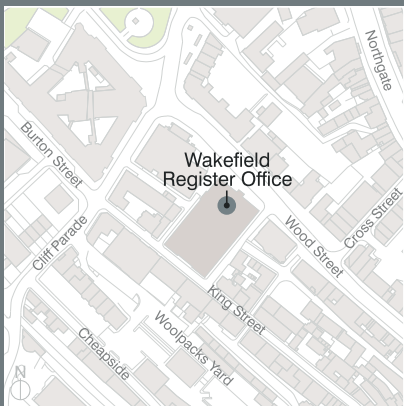 Northgate
Burton Street
Wakefield
Register Office
Cross Street
Wood Street
Cliff Parade
King Street
Woolpacks Yard
Cheapside
N